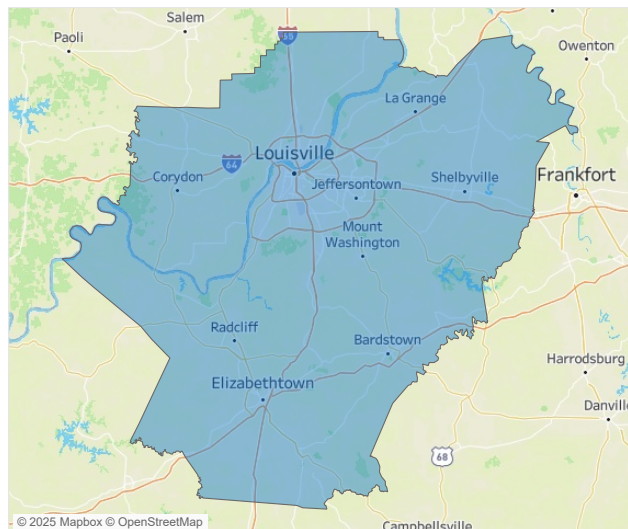 Salem
Paoli
65
Owenton
La Grange
Louisville
64
Corydon
Jeffersontown
Shelbyville
Frankfort
Mount
Washington
Radcliff
Bardstown
Harrodsburg
Elizabethtown
Danville
68
© 2025 Mapbox © OpenStreetMap
Campbellsville